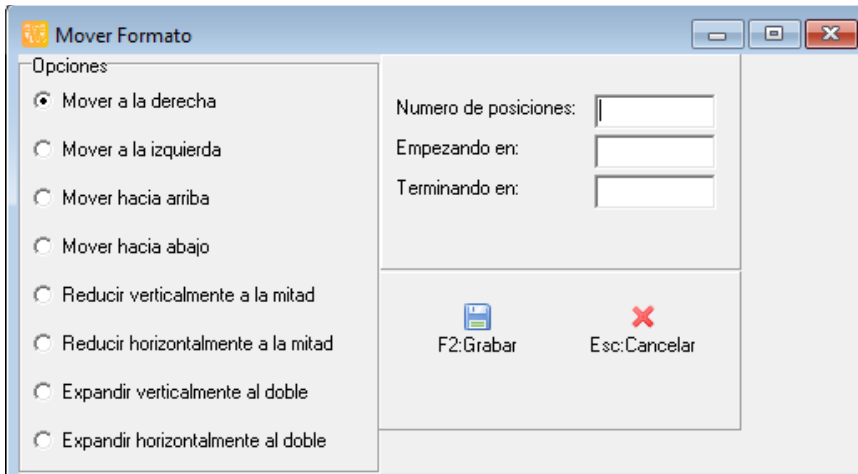 Mover Formato
Opciones
Mover a la derecha
Mover a la izquierda
Mover hacia arriba
Mover hacia abajo
Reducir verticalmente a la mitad
Reducir horizontalmente a la mitad
Expandir verticalmente al doble
Expandir horizontalmente al doble
Numero de posiciones:
Empezando en:
Terminando en:
F2:Grabar
Esc:Cancelar